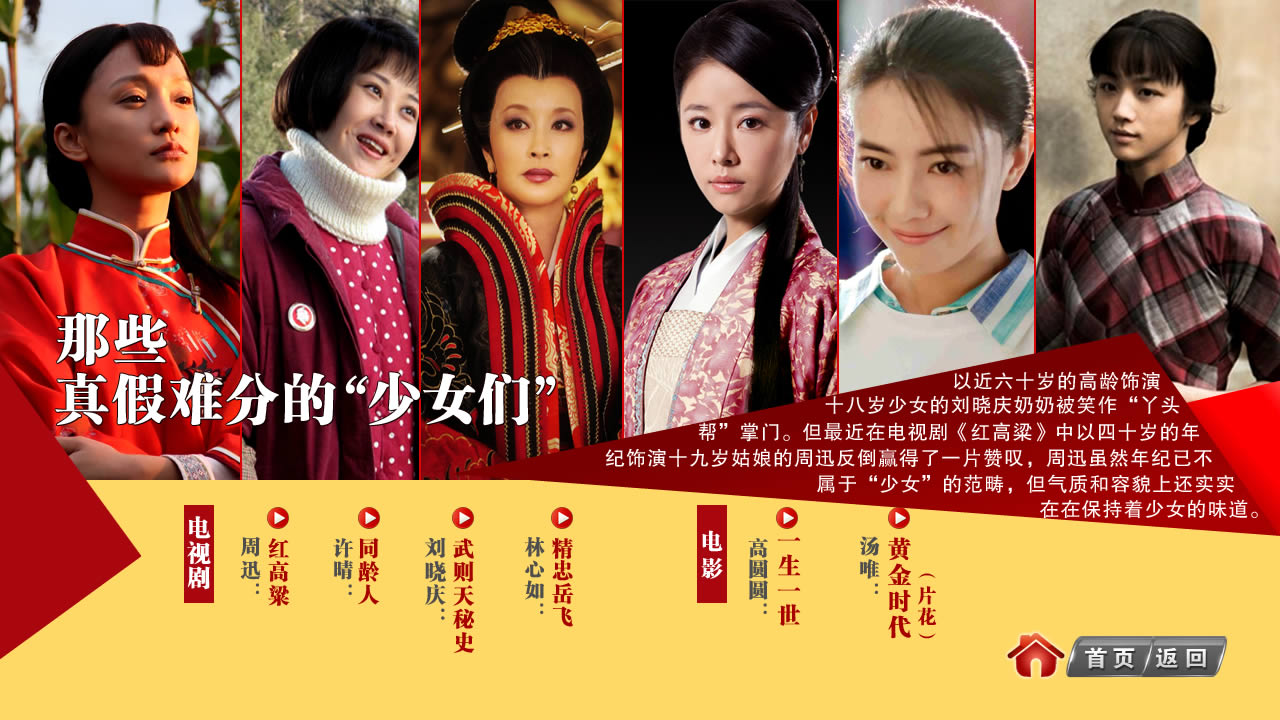 那些
真假难分的“少女们”
以近六十岁的高龄饰演
十八岁少女的刘晓庆奶奶被笑作“丫头
帮”掌门。但最近在电视剧《红高粱》中以四十岁的年
纪饰演十九岁姑娘的周迅反倒赢得了一片赞叹，周迅虽然年纪已不
属于“少女”的范畴，但气质和容貌上还实实
在在保持着少女的味道。
电视剧
周迅：
红高粱
许晴：
同龄人
刘晓庆：
武则天秘史
林心如：
精忠岳飞
电影
高圆圆：
一生一世
汤唯：
黄金时代
（片花）
首页
返回